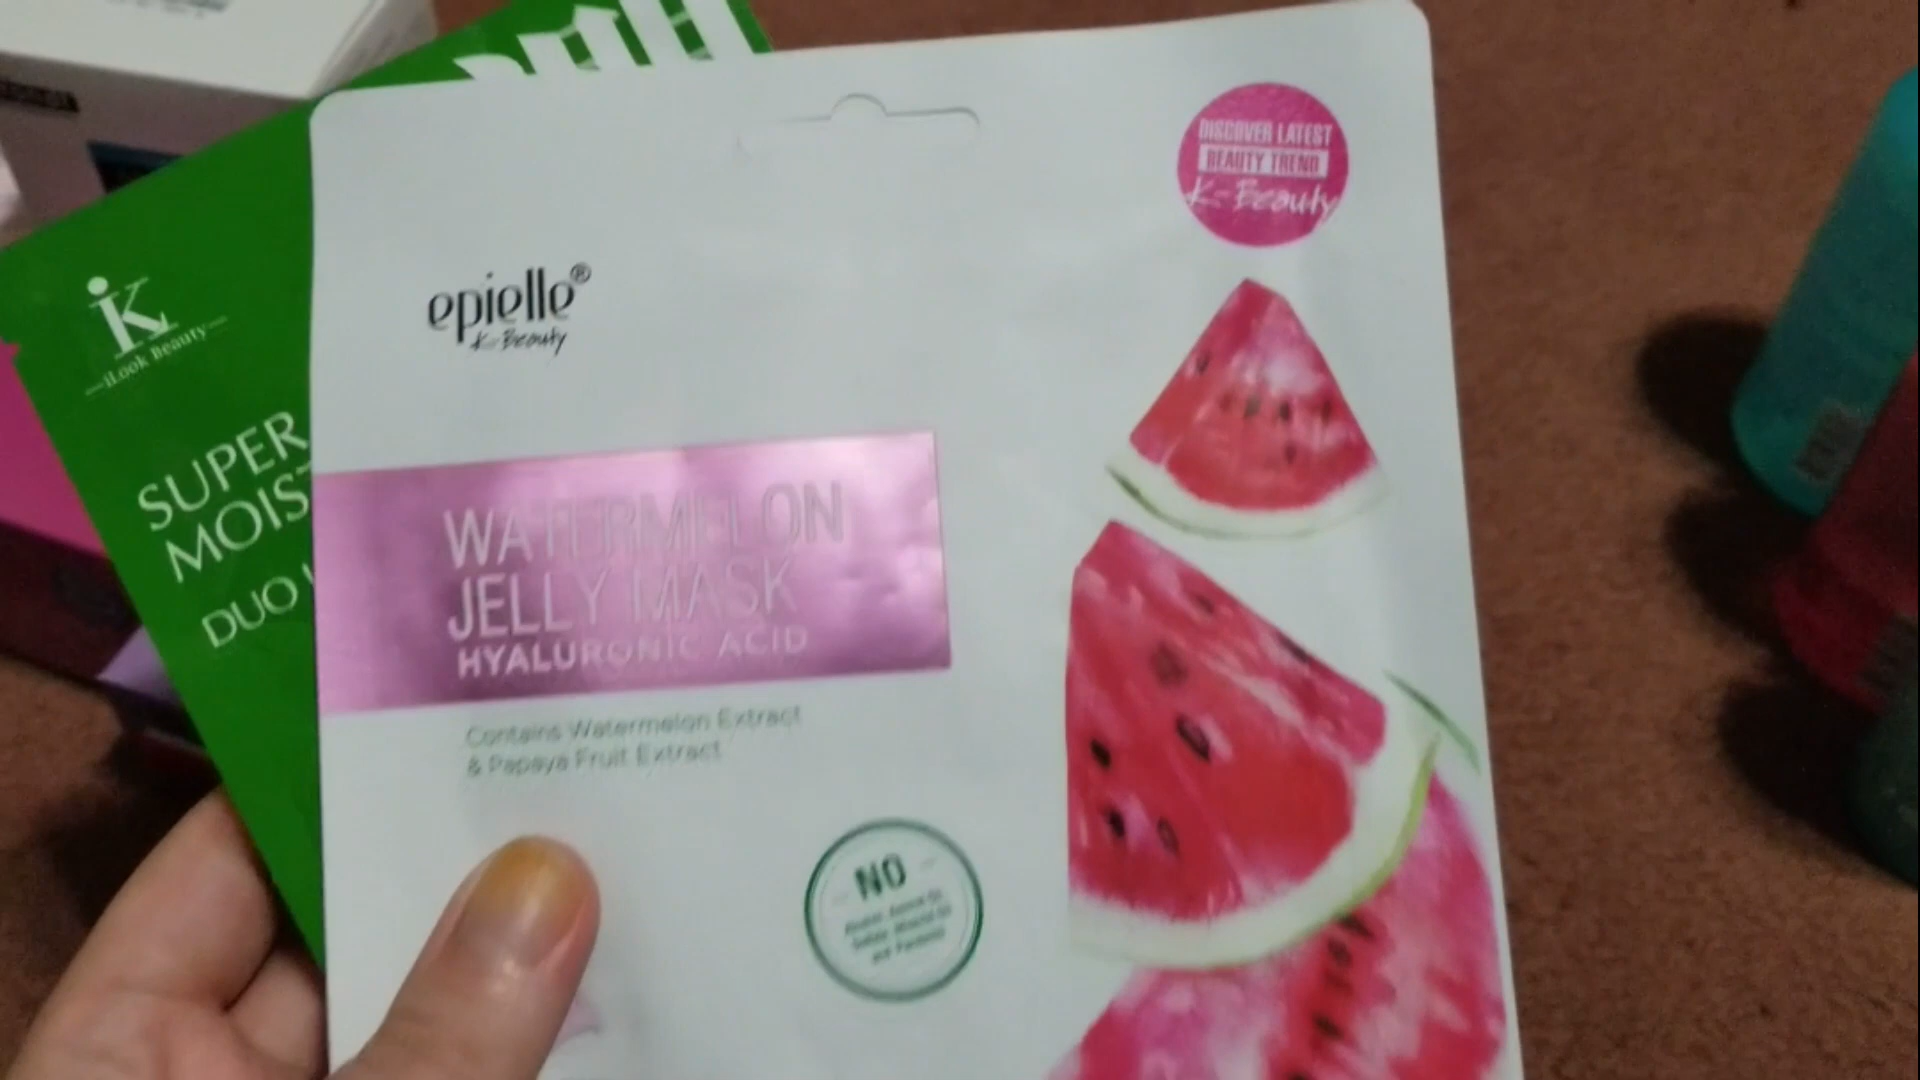 iK
iLook Beauty
SUPER
MOIST
DUO
DISCOVER LATEST
BEAUTY TREND
K-Beauty
epielle®
K-Beauty
WATERMELON
JELLY MASK
HYALURONIC ACID
Contains Watermelon Extract
& Papaya Fruit Extract
NO